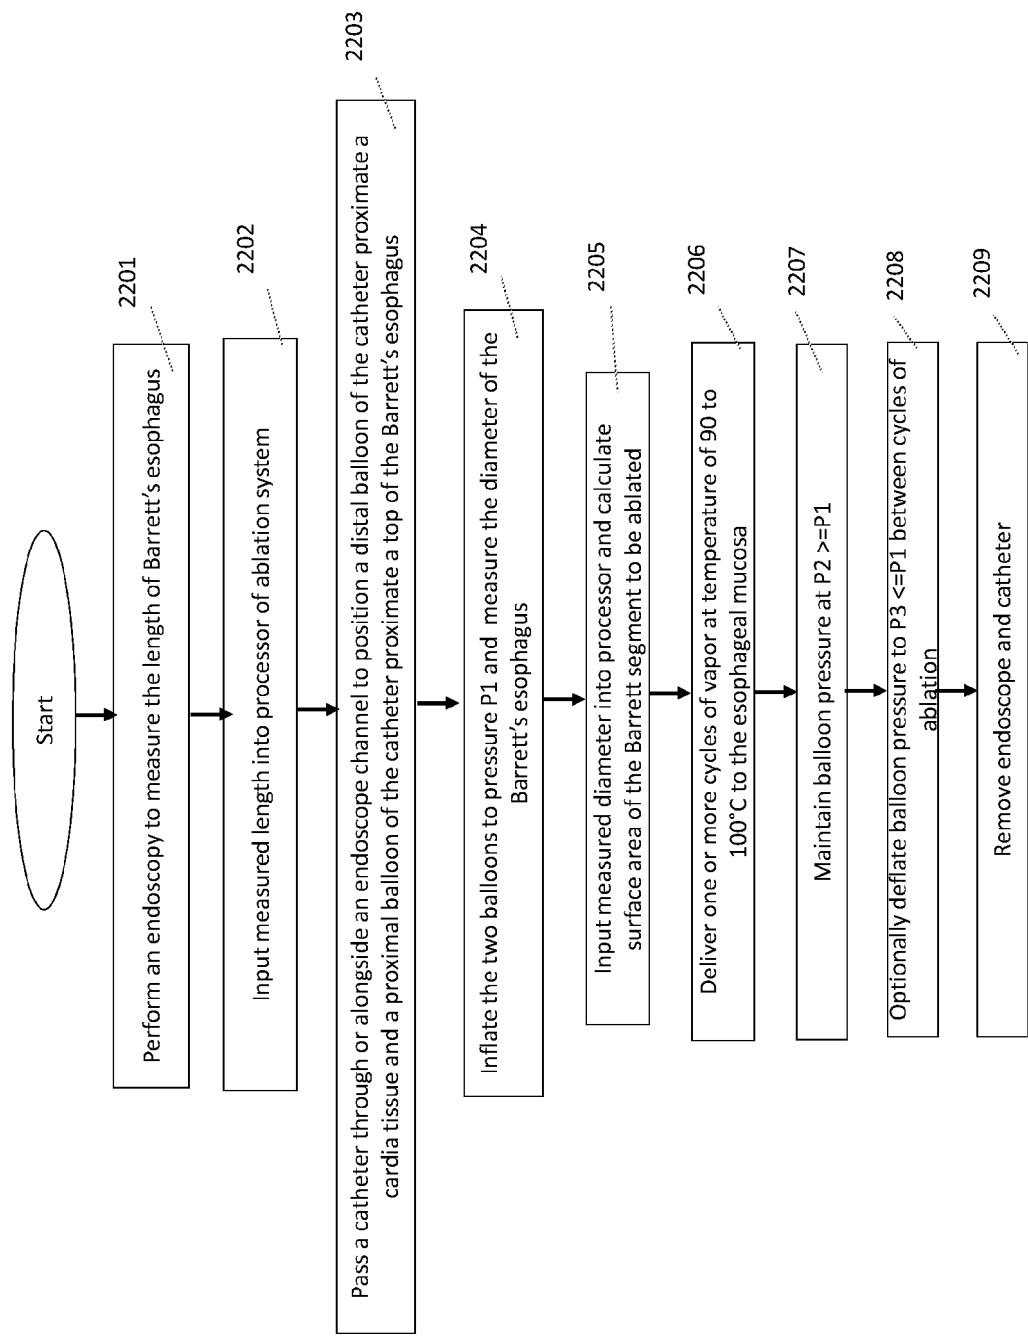 Start
Perform an endoscopy to measure the length of Barrett's esophagus
2201
Input measured length into processor of ablation system
2202
Pass a catheter through or alongside an endoscope channel to position a distal balloon of the catheter proximate a
cardia tissue and a proximal balloon of the catheter proximate a top of the Barrett's esophagus
2203
Inflate the two balloons to pressure P1 and measure the diameter of the
Barrett's esophagus
2204
Input measured diameter into processor and calculate
surface area of the Barrett segment to be ablated
2205
Deliver one or more cycles of vapor at temperature of 90 to
100°C to the esophageal mucosa
2206
Maintain balloon pressure at P2 >=P1
2207
Optionally deflate balloon pressure to P3 <=P1 between cycles of
ablation
2208
Remove endoscope and catheter
2209